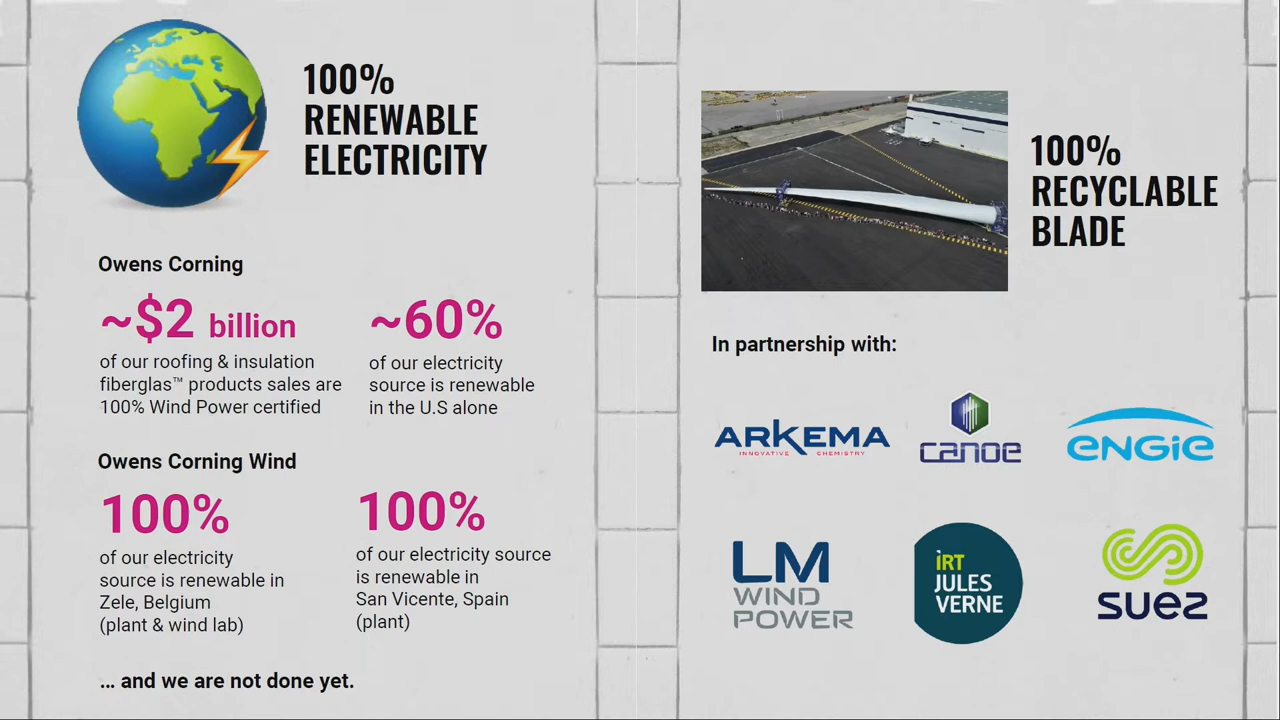 100%
RENEWABLE
ELECTRICITY
Owens Corning
~$2 billion
of our roofing & insulation
fiberglas™ products sales are
100% Wind Power certified
~60%
of our electricity
source is renewable
in the U.S alone
Owens Corning Wind
100%
of our electricity
source is renewable in
Zele, Belgium
(plant & wind lab)
100%
of our electricity source
is renewable in
San Vicente, Spain
(plant)
... and we are not done yet.
100%
RECYCLABLE
BLADE
In partnership with:
ARKEMA
INNOVATIVE CHEMISTRY
canoe
ENGIE
LM
WIND
POWER
iRT
JULES
VERNE
suez